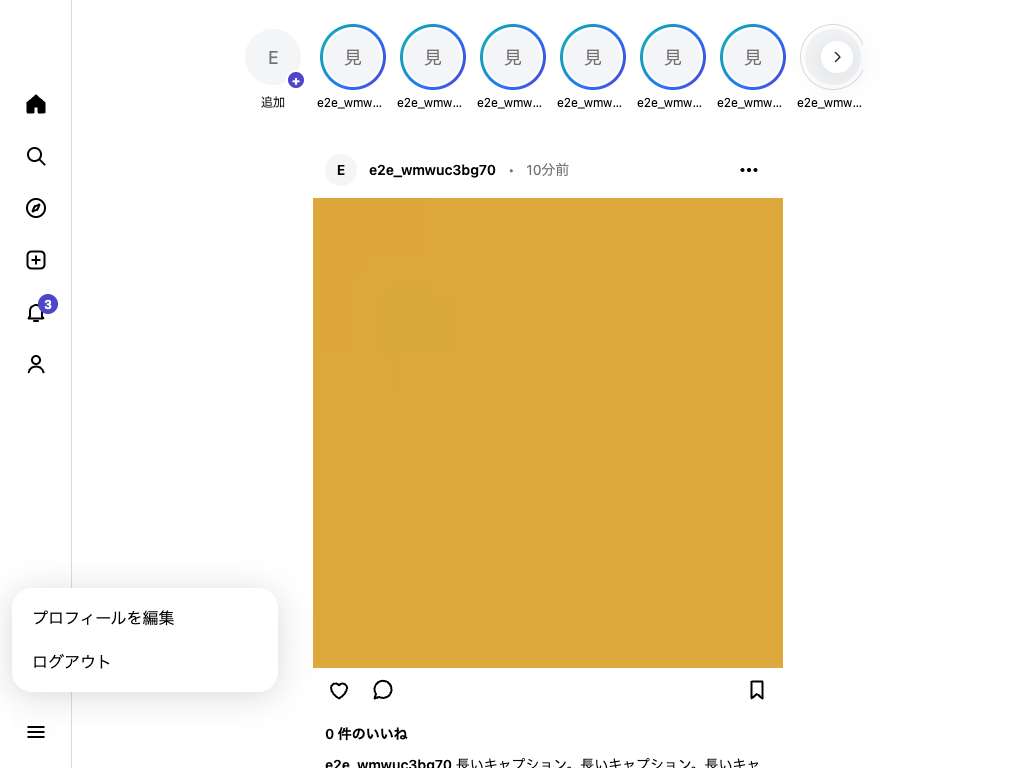 E 見 見 見 見 見 見
追加 e2e_wmw... e2e_wmw... e2e_wmw... e2e_wmw... e2e_wmw... e2e_wmw... e2e_wmw...
E e2e_wmwuc3bg70 • 10分前
3
プロフィールを編集
ログアウト
0 件のいいね
e2e_wmwuc3bg70 長いキャプション。長いキャプション。長いキャ